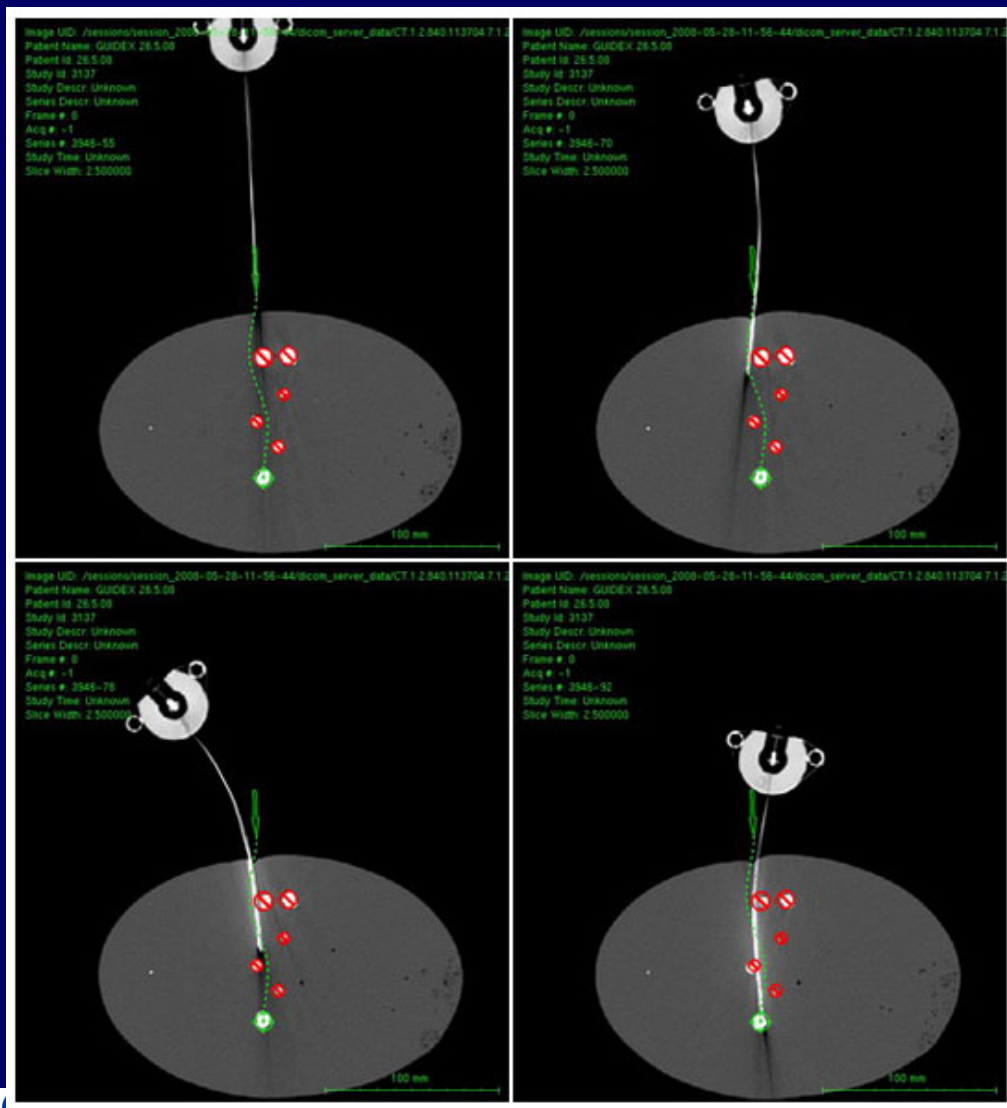 Image UID: ./sessions/session_2008-05-28-11-56-44/dicom_server_data/CT.1.2.840.113704.7.1.2
Patient Name: GUIDEX 26.5.08
Patient Id: 26.5.08
Study Id: 3137
Study Descr: Unknown
Series Descr: Unknown
Frame #: 0
Acq #: -1
Series #: 3946-55
Study Time: Unknown
Slice Width: 2.500000
100 mm
Image UID: ./sessions/session_2008-05-28-11-56-44/dicom_server_data/CT.1.2.840.113704.7.1.2
Patient Name: GUIDEX 26.5.08
Patient Id: 26.5.08
Study Id: 3137
Study Descr: Unknown
Series Descr: Unknown
Frame #: 0
Acq #: -1
Series #: 3946-70
Study Time: Unknown
Slice Width: 2.500000
100 mm
Image UID: ./sessions/session_2008-05-28-11-56-44/dicom_server_data/CT.1.2.840.113704.7.1.2
Patient Name: GUIDEX 26.5.08
Patient Id: 26.5.08
Study Id: 3137
Study Descr: Unknown
Series Descr: Unknown
Frame #: 0
Acq #: -1
Series #: 3946-78
Study Time: Unknown
Slice Width: 2.500000
100 mm
Image UID: ./sessions/session_2008-05-28-11-56-44/dicom_server_data/CT.1.2.840.113704.7.1.2
Patient Name: GUIDEX 26.5.08
Patient Id: 26.5.08
Study Id: 3137
Study Descr: Unknown
Series Descr: Unknown
Frame #: 0
Acq #: -1
Series #: 3946-92
Study Time: Unknown
Slice Width: 2.500000
100 mm